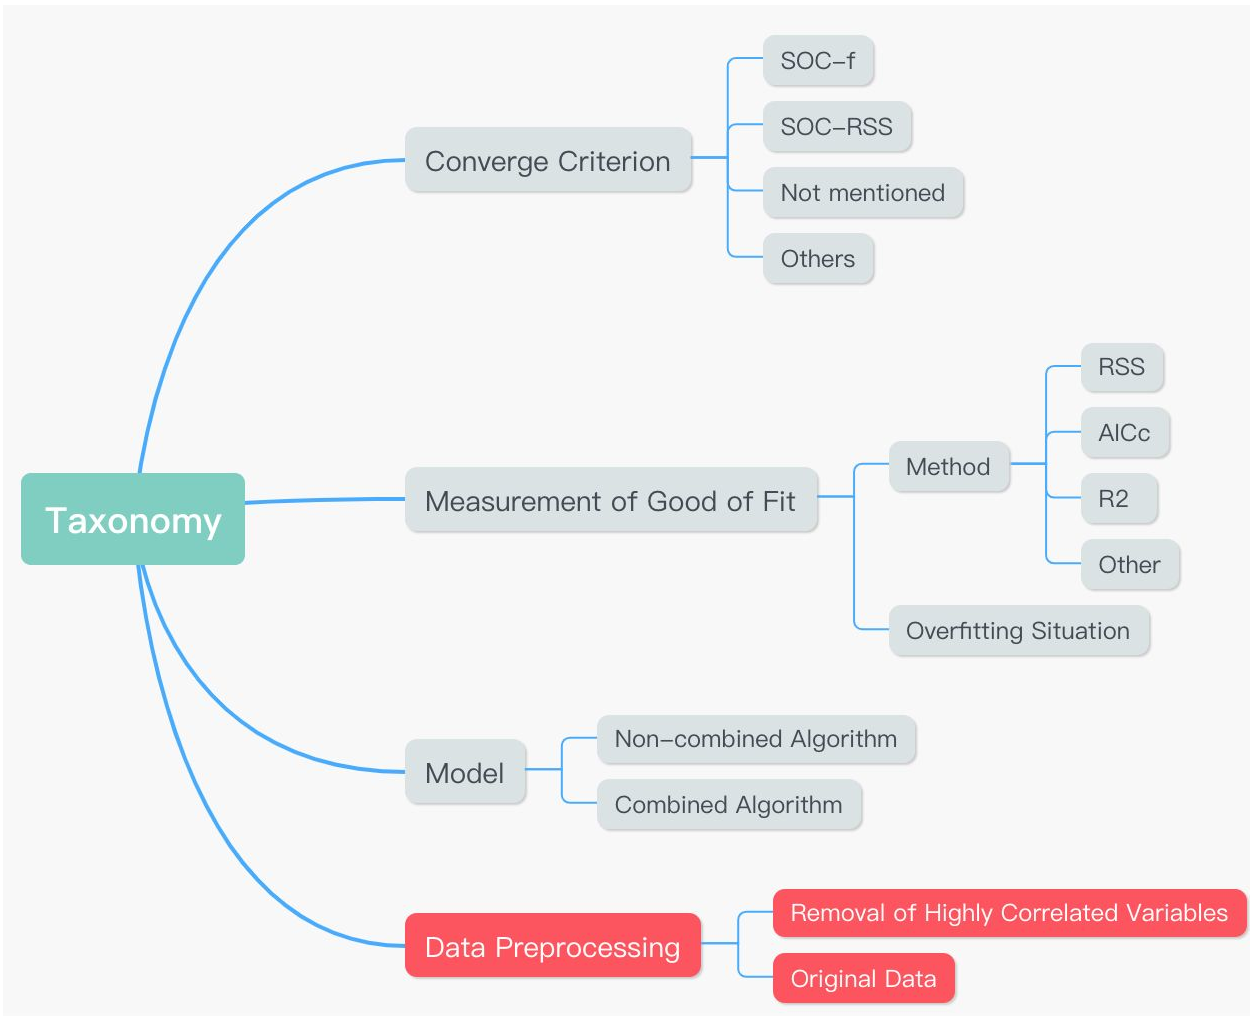 Taxonomy
Converge Criterion
SOC-f
SOC-RSS
Not mentioned
Others
Measurement of Good of Fit
Method
RSS
AICc
R2
Other
Overfitting Situation
Model
Non-combined Algorithm
Combined Algorithm
Data Preprocessing
Removal of Highly Correlated Variables
Original Data